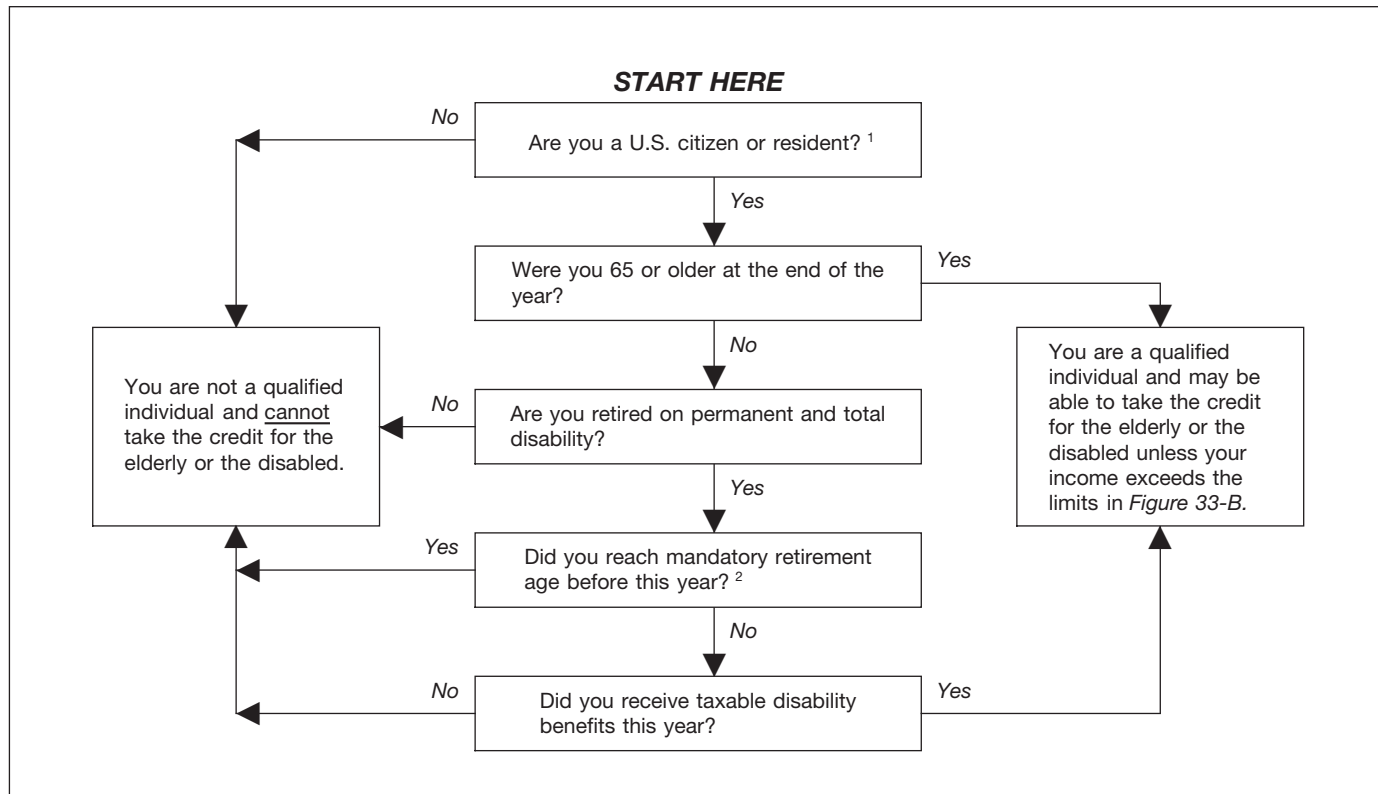 START HERE
No
Are you a U.S. citizen or resident? 1
Yes
Were you 65 or older at the end of the
year?
Yes
No
You are not a qualified
individual and cannot
take the credit for the
elderly or the disabled.
No
Are you retired on permanent and total
disability?
You are a qualified
individual and may be
able to take the credit
for the elderly or the
disabled unless your
income exceeds the
limits in Figure 33-B.
Yes
Yes
Did you reach mandatory retirement
age before this year? 2
No
No
Did you receive taxable disability
benefits this year?
Yes